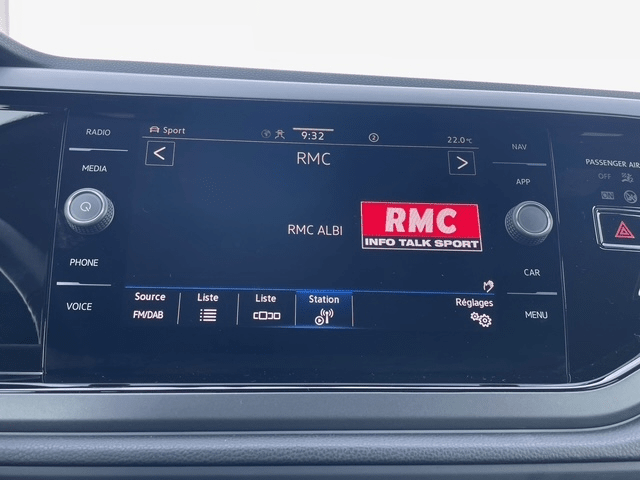 RADIO
MEDIA
PHONE
VOICE
Sport
9:32
2
22.0°C
RMC
RMC ALBI
RMC
INFO TALK SPORT
Source
FM/DAB
Liste
Liste
Station
Réglages
NAV
APP
CAR
MENU
PASSENGER AIR
OFF